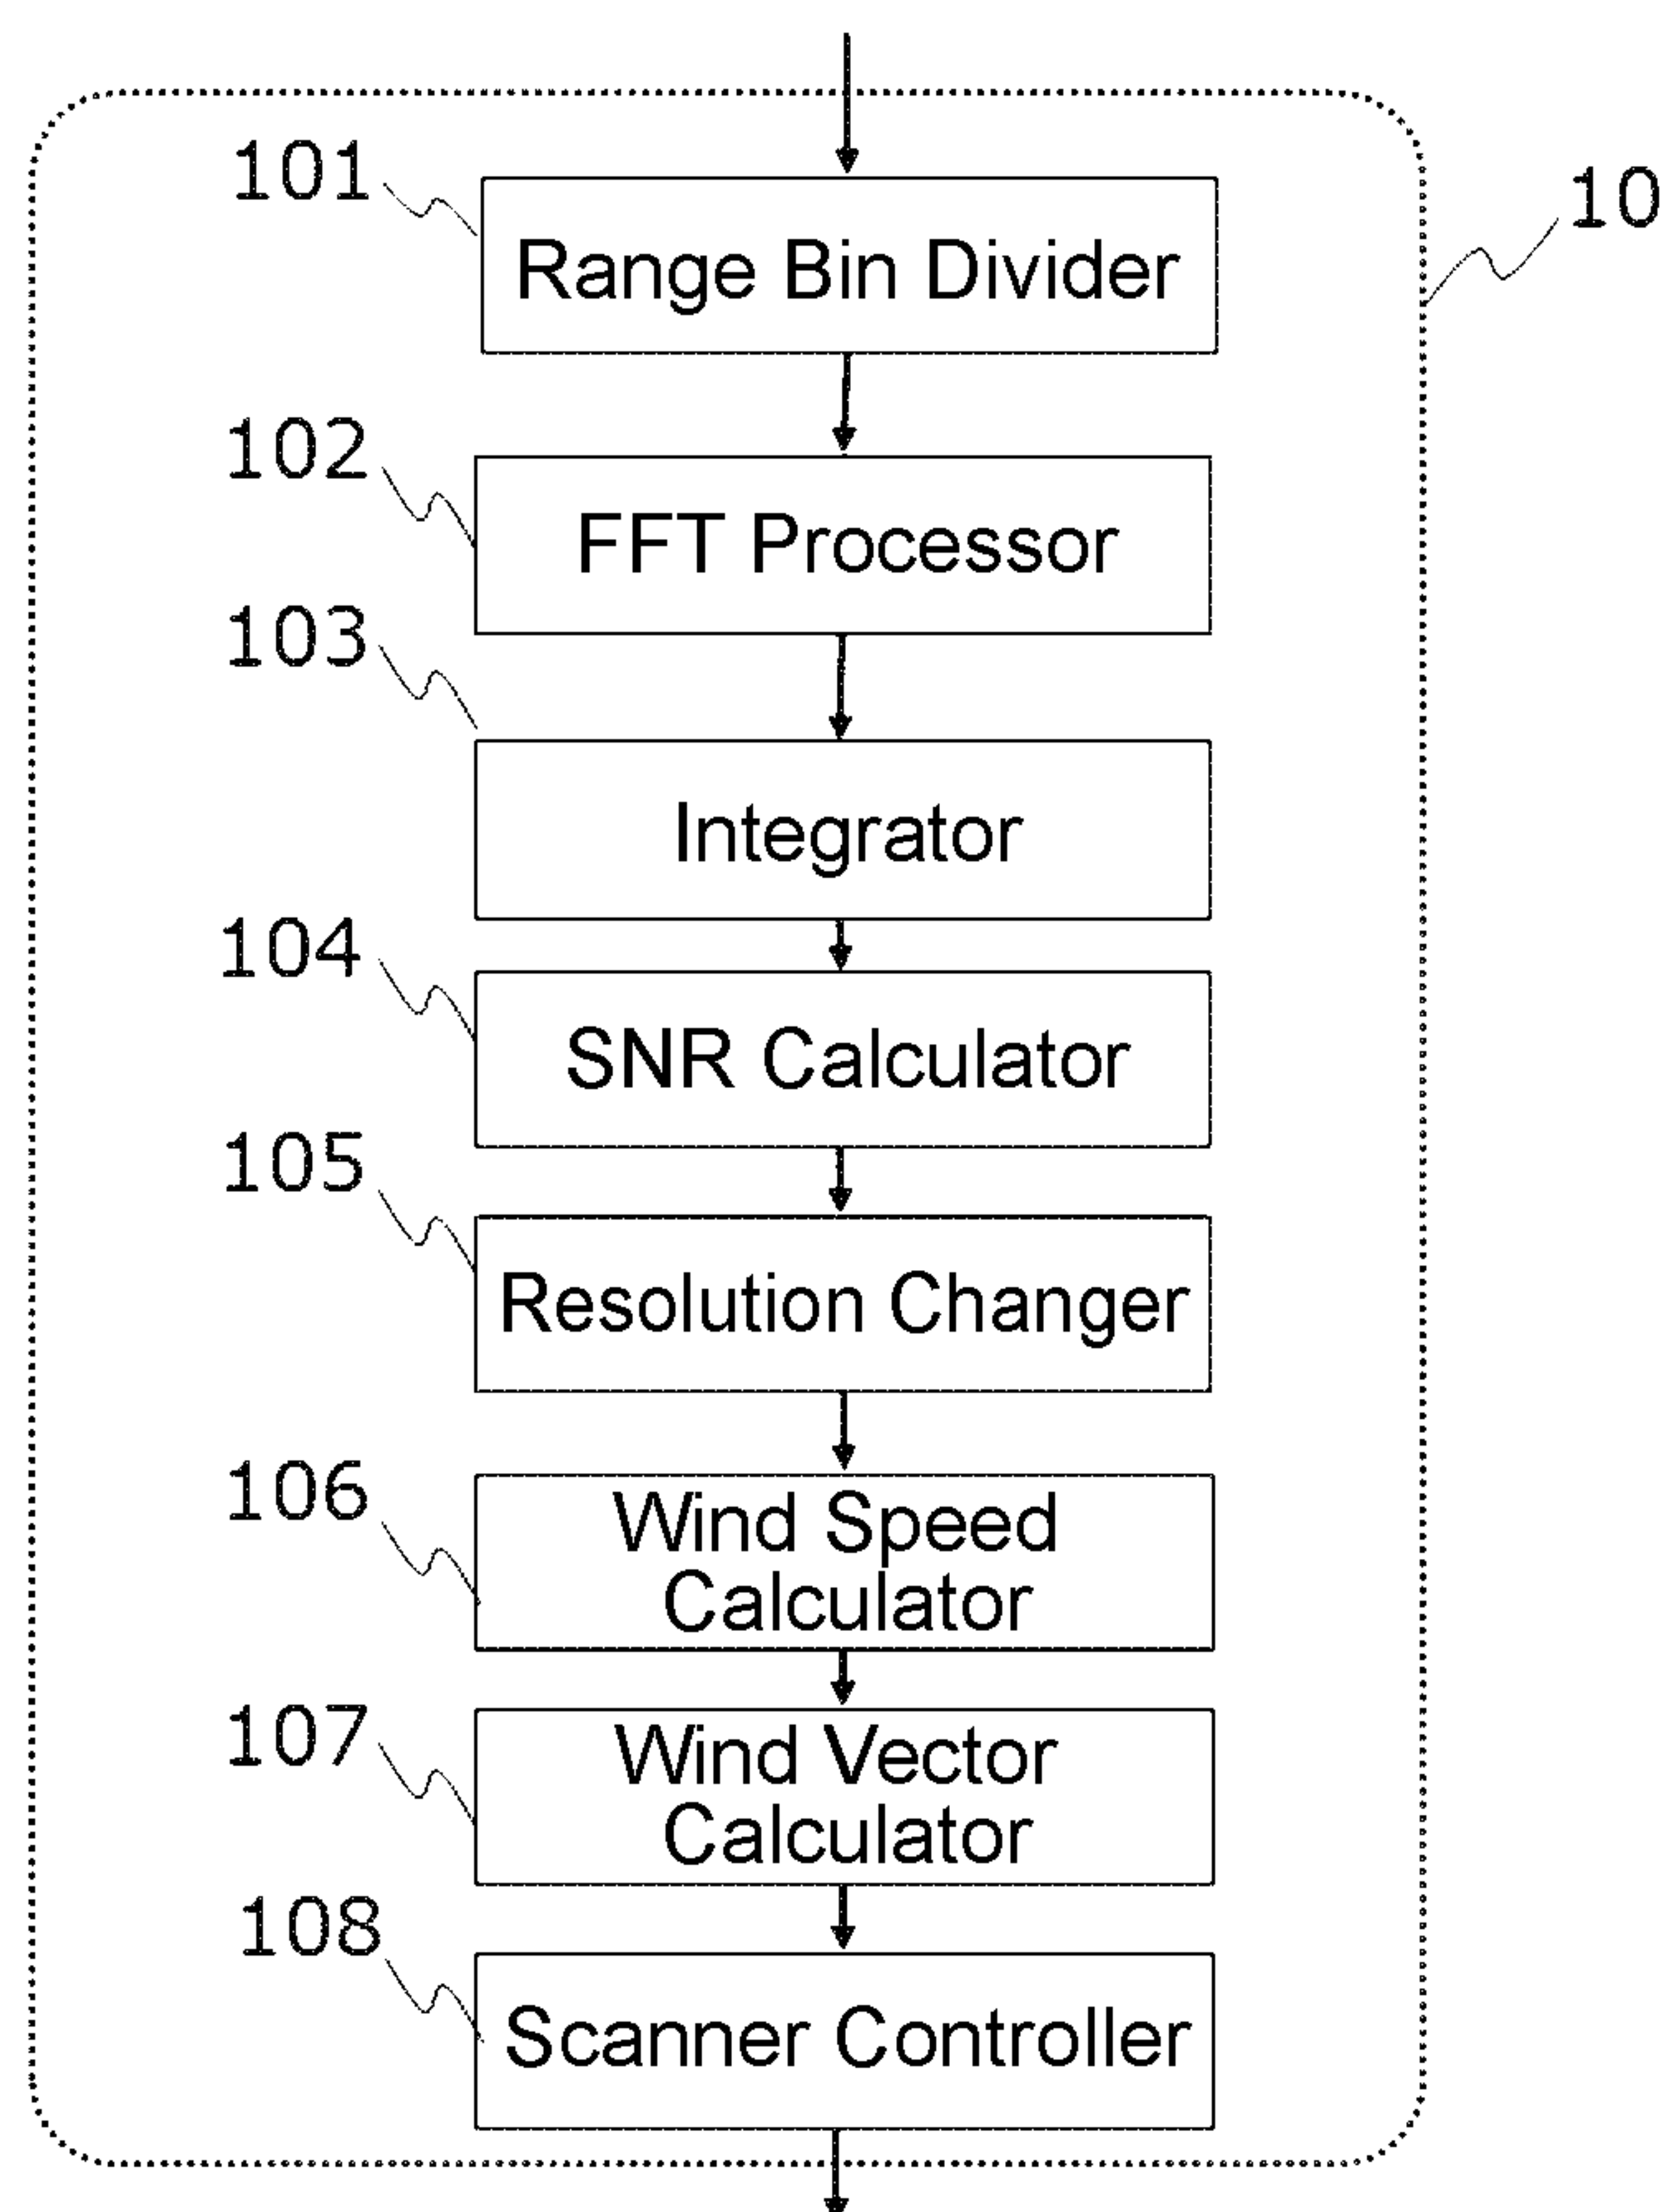 101
Range Bin Divider
10
102
FFT Processor
103
Integrator
104
SNR Calculator
105
Resolution Changer
106
Wind Speed
Calculator
107
Wind Vector
Calculator
108
Scanner Controller